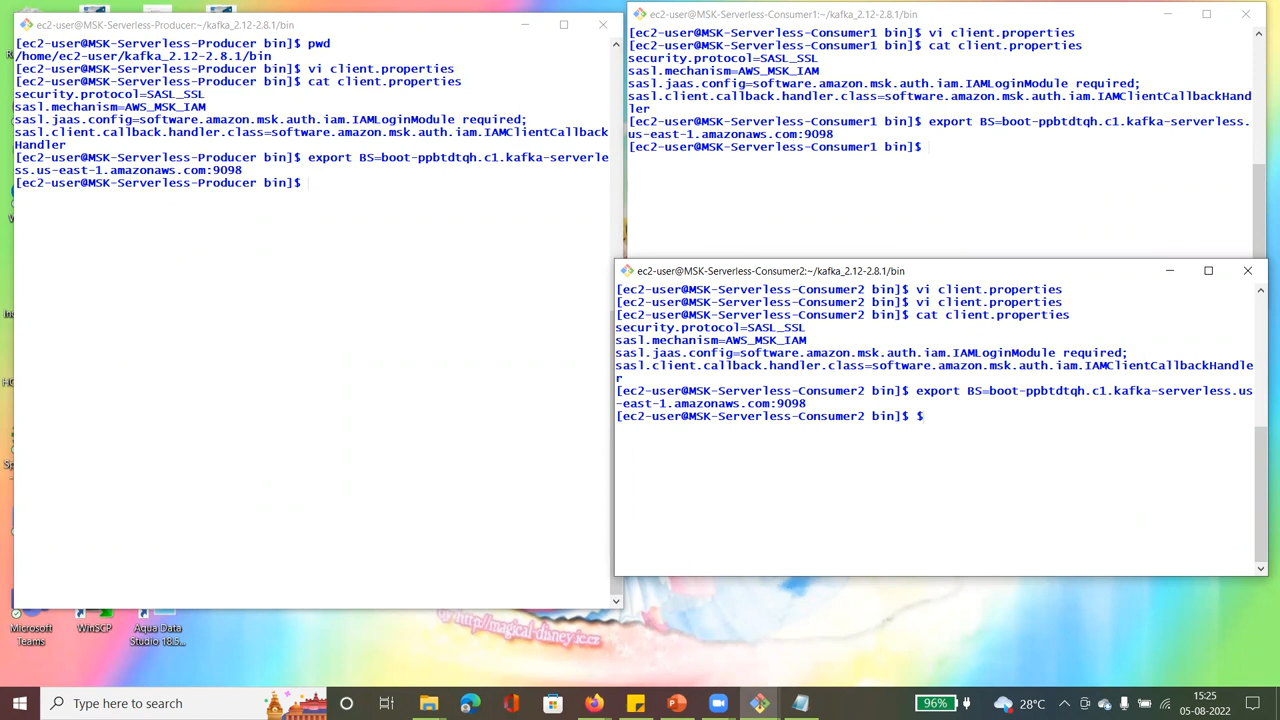 ec2-user@MSK-Serverless-Producer:~/kafka_2.12-2.8.1/bin
[ec2-user@MSK-Serverless-Producer bin]$ pwd
/home/ec2-user/kafka_2.12-2.8.1/bin
[ec2-user@MSK-Serverless-Producer bin]$ vi client.properties
[ec2-user@MSK-Serverless-Producer bin]$ cat client.properties
security.protocol=SASL_SSL
sasl.mechanism=AWS_MSK_IAM
sasl.jaas.config=software.amazon.msk.auth.iam.IAMLoginModule required;
sasl.client.callback.handler.class=software.amazon.msk.auth.iam.IAMClientCallback
Handler
[ec2-user@MSK-Serverless-Producer bin]$ export BS=boot-ppbtdtqh.c1.kafka-serverle
ss.us-east-1.amazonaws.com:9098
[ec2-user@MSK-Serverless-Producer bin]$
ec2-user@MSK-Serverless-Consumer1:~/kafka_2.12-2.8.1/bin
[ec2-user@MSK-Serverless-Consumer1 bin]$ vi client.properties
[ec2-user@MSK-Serverless-Consumer1 bin]$ cat client.properties
security.protocol=SASL_SSL
sasl.mechanism=AWS_MSK_IAM
sasl.jaas.config=software.amazon.msk.auth.iam.IAMLoginModule required;
sasl.client.callback.handler.class=software.amazon.msk.auth.iam.IAMClientCallbackHand
ler
[ec2-user@MSK-Serverless-Consumer1 bin]$ export BS=boot-ppbtdtqh.c1.kafka-serverless.
us-east-1.amazonaws.com:9098
[ec2-user@MSK-Serverless-Consumer1 bin]$
ec2-user@MSK-Serverless-Consumer2:~/kafka_2.12-2.8.1/bin
[ec2-user@MSK-Serverless-Consumer2 bin]$ vi client.properties
[ec2-user@MSK-Serverless-Consumer2 bin]$ vi client.properties
[ec2-user@MSK-Serverless-Consumer2 bin]$ cat client.properties
security.protocol=SASL_SSL
sasl.mechanism=AWS_MSK_IAM
sasl.jaas.config=software.amazon.msk.auth.iam.IAMLoginModule required;
sasl.client.callback.handler.class=software.amazon.msk.auth.iam.IAMClientCallbackHandle
r
[ec2-user@MSK-Serverless-Consumer2 bin]$ export BS=boot-ppbtdtqh.c1.kafka-serverless.us
-east-1.amazonaws.com:9098
[ec2-user@MSK-Serverless-Consumer2 bin]$ $
by http://magical-disney.ic.cz
Microsoft
Teams
WinSCP
Aqua Data
Studio 18.5...
Type here to search
96%
28°C
15:25
05-08-2022